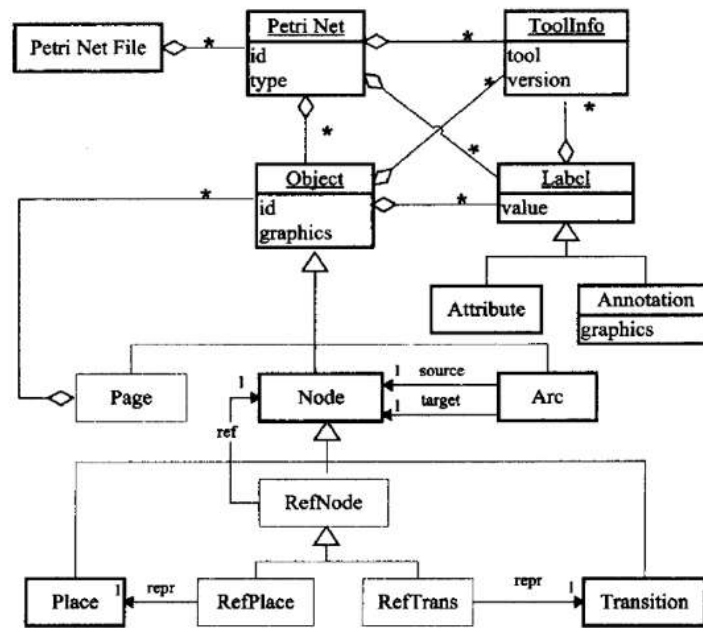 Petri Net File
*
Petri Net
id
type
*
ToolInfo
tool
version
*
*
*
*
Object
id
graphics
*
*
Label
value
Attribute
Annotation
graphics
Page
1
Node
1
source
1
target
Arc
ref
RefNode
Place
1
repr
RefPlace
RefTrans
repr
1
Transition